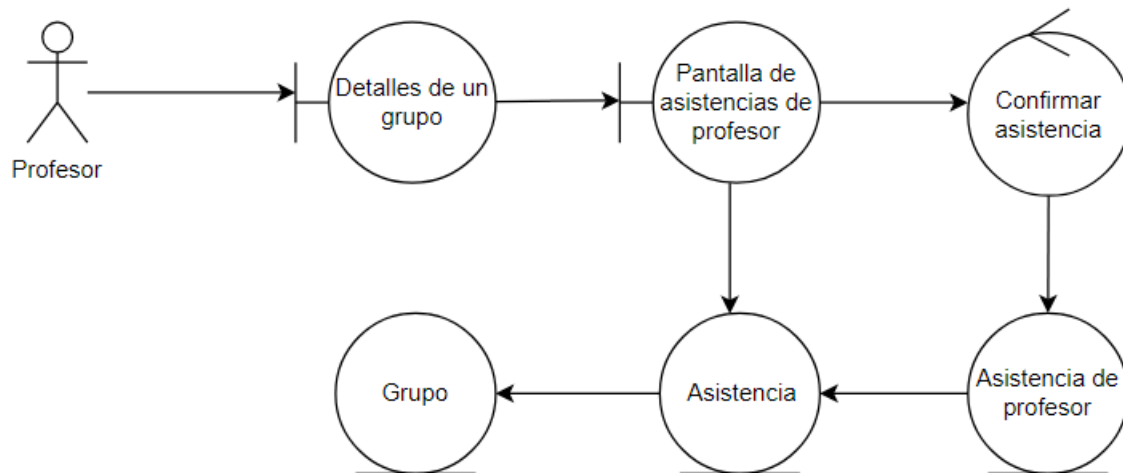 Profesor
Detalles de un
grupo
Pantalla de
asistencias de
profesor
Confirmar
asistencia
Grupo
Asistencia
Asistencia de
profesor